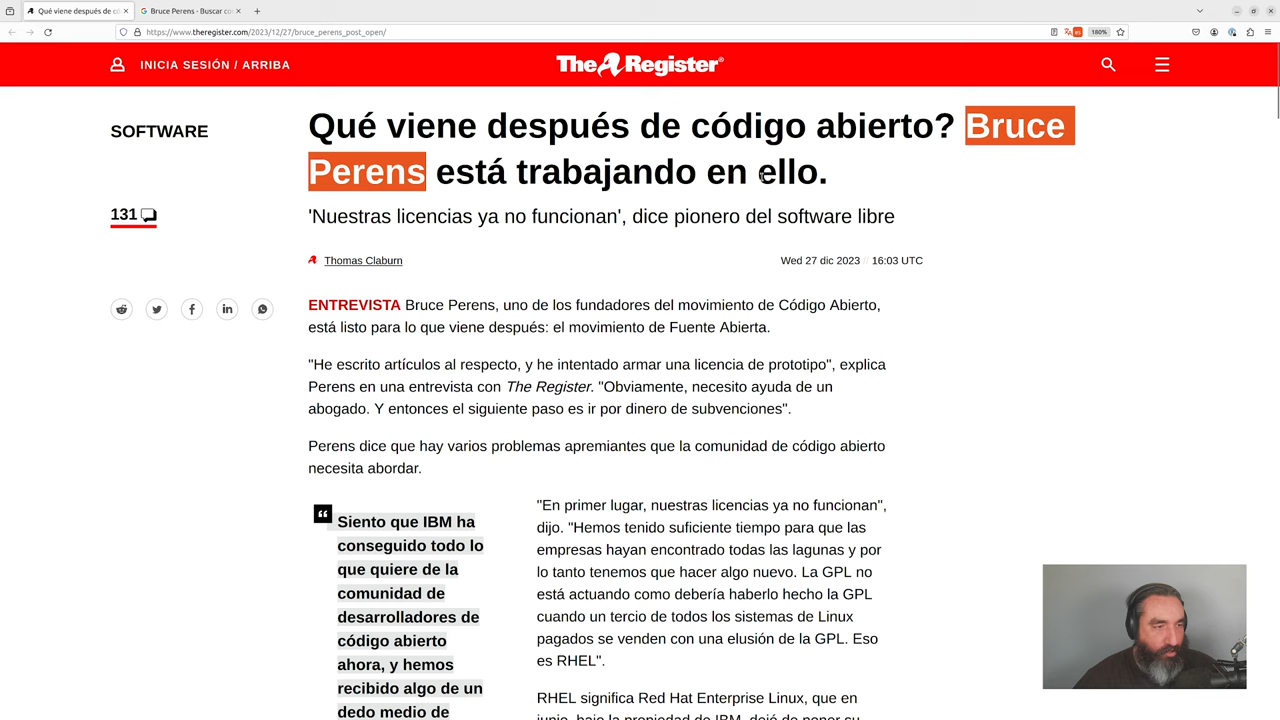 Qué viene después de có
Bruce Perens - Buscar co
https://www.theregister.com/2023/12/27/bruce_perens_post_open/
180%
INICIA SESIÓN / ARRIBA
The Register
SOFTWARE
Qué viene después de código abierto? Bruce
Perens está trabajando en ello.
131
'Nuestras licencias ya no funcionan', dice pionero del software libre
Thomas Claburn
Wed 27 dic 2023 // 16:03 UTC
ENTREVISTA Bruce Perens, uno de los fundadores del movimiento de Código Abierto,
está listo para lo que viene después: el movimiento de Fuente Abierta.
"He escrito artículos al respecto, y he intentado armar una licencia de prototipo", explica
Perens en una entrevista con The Register. "Obviamente, necesito ayuda de un
abogado. Y entonces el siguiente paso es ir por dinero de subvenciones".
Perens dice que hay varios problemas apremiantes que la comunidad de código abierto
necesita abordar.
Siento que IBM ha
conseguido todo lo
que quiere de la
comunidad de
desarrolladores de
código abierto
ahora, y hemos
recibido algo de un
dedo medio de
"En primer lugar, nuestras licencias ya no funcionan",
dijo. "Hemos tenido suficiente tiempo para que las
empresas hayan encontrado todas las lagunas y por
lo tanto tenemos que hacer algo nuevo. La GPL no
está actuando como debería haberlo hecho la GPL
cuando un tercio de todos los sistemas de Linux
pagados se venden con una elusión de la GPL. Eso
es RHEL".
RHEL significa Red Hat Enterprise Linux, que en
junio, bajo la propiedad de IBM, dejó de poner su